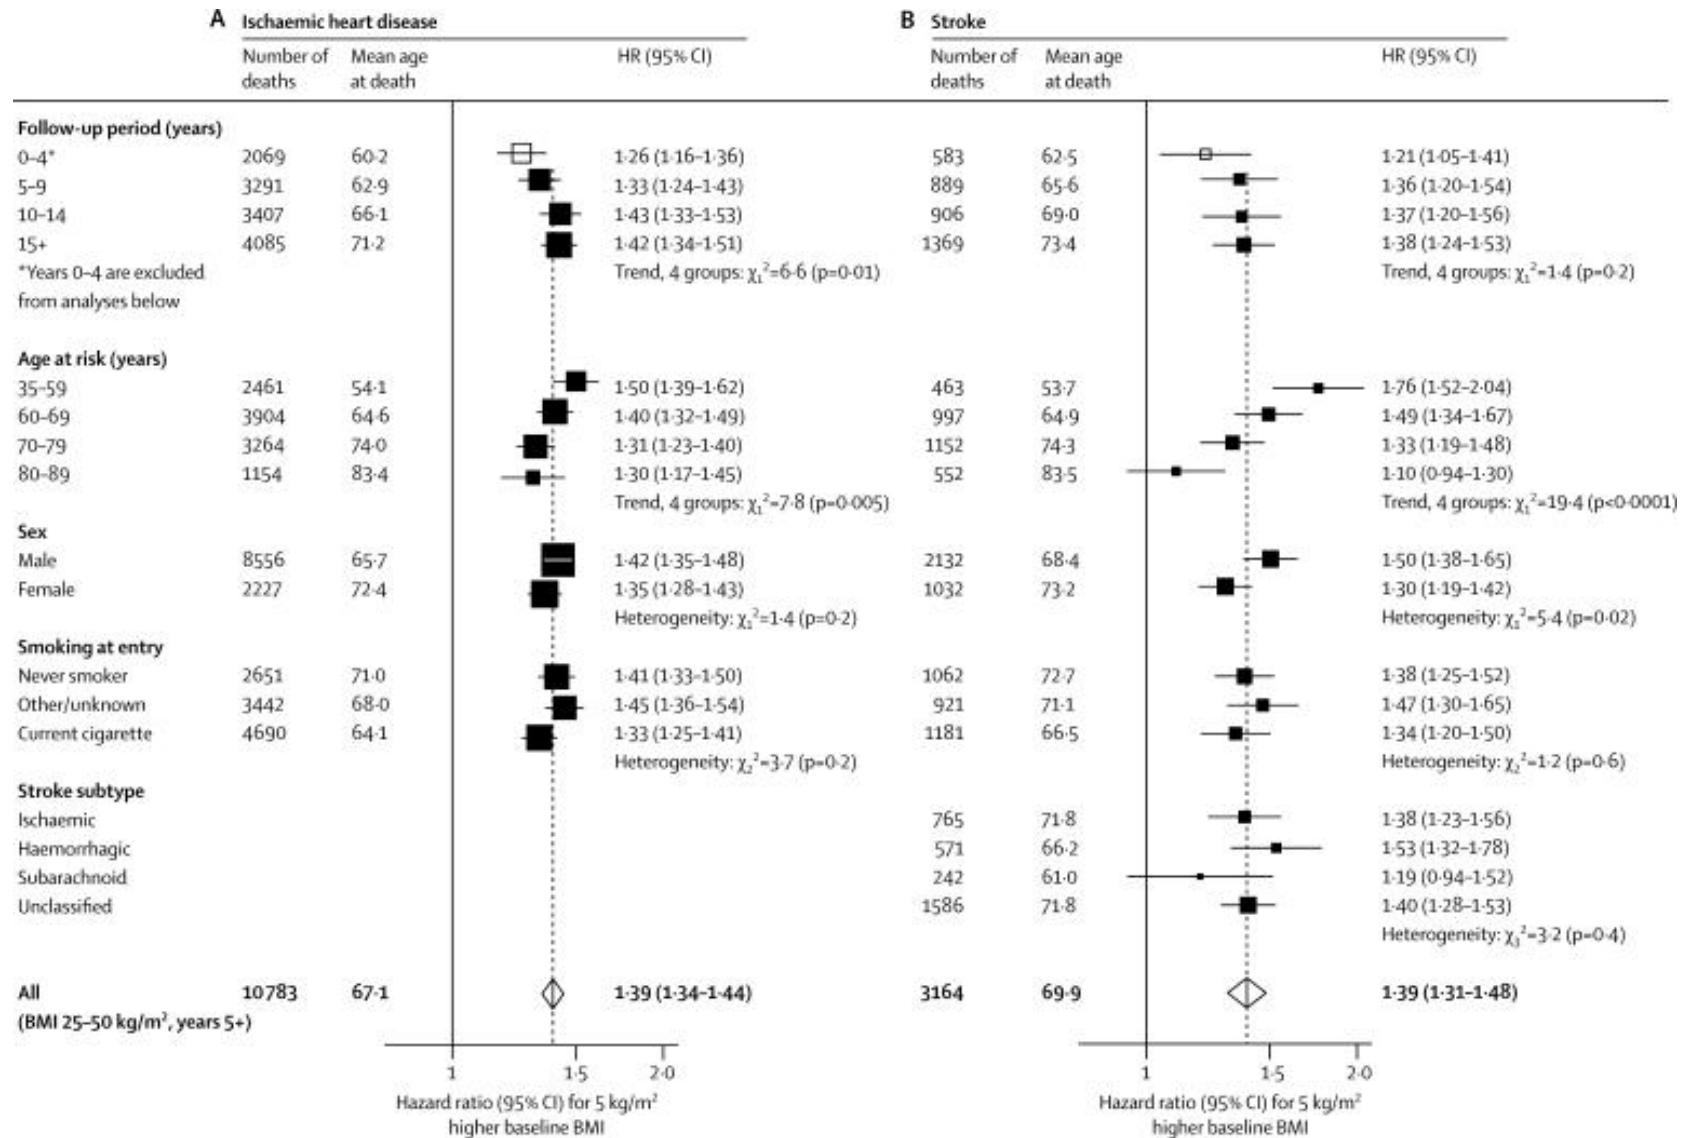 A Ischaemic heart disease B Stroke
Number of deaths Mean age at death HR (95% CI) Number of deaths Mean age at death HR (95% CI)
Follow-up period (years)
0–4* 2069 60·2 1·26 (1·16–1·36) 583 62·5 1·21 (1·05–1·41)
5–9 3291 62·9 1·33 (1·24–1·43) 889 65·6 1·36 (1·20–1·54)
10–14 3407 66·1 1·43 (1·33–1·53) 906 69·0 1·37 (1·20–1·56)
15+ 4085 71·2 1·42 (1·34–1·51) 1369 73·4 1·38 (1·24–1·53)
*Years 0–4 are excluded Trend, 4 groups: χ₁²=6·6 (p=0·01) Trend, 4 groups: χ₁²=1·4 (p=0·2)
from analyses below
Age at risk (years)
35–59 2461 54·1 1·50 (1·39–1·62) 463 53·7 1·76 (1·52–2·04)
60–69 3904 64·6 1·40 (1·32–1·49) 997 64·9 1·49 (1·34–1·67)
70–79 3264 74·0 1·31 (1·23–1·40) 1152 74·3 1·33 (1·19–1·48)
80–89 1154 83·4 1·30 (1·17–1·45) 552 83·5 1·10 (0·94–1·30)
Trend, 4 groups: χ₁²=7·8 (p=0·005) Trend, 4 groups: χ₁²=19·4 (p<0·0001)
Sex
Male 8556 65·7 1·42 (1·35–1·48) 2132 68·4 1·50 (1·38–1·65)
Female 2227 72·4 1·35 (1·28–1·43) 1032 73·2 1·30 (1·19–1·42)
Heterogeneity: χ₁²=1·4 (p=0·2) Heterogeneity: χ₁²=5·4 (p=0·02)
Smoking at entry
Never smoker 2651 71·0 1·41 (1·33–1·50) 1062 72·7 1·38 (1·25–1·52)
Other/unknown 3442 68·0 1·45 (1·36–1·54) 921 71·1 1·47 (1·30–1·65)
Current cigarette 4690 64·1 1·33 (1·25–1·41) 1181 66·5 1·34 (1·20–1·50)
Heterogeneity: χ₂²=3·7 (p=0·2) Heterogeneity: χ₂²=1·2 (p=0·6)
Stroke subtype
Ischaemic 765 71·8 1·38 (1·23–1·56)
Haemorrhagic 571 66·2 1·53 (1·32–1·78)
Subarachnoid 242 61·0 1·19 (0·94–1·52)
Unclassified 1586 71·8 1·40 (1·28–1·53)
Heterogeneity: χ₃²=3·2 (p=0·4)
All 10783 67·1 1·39 (1·34–1·44) 3164 69·9 1·39 (1·31–1·48)
(BMI 25–50 kg/m², years 5+)
1 1·5 2·0 1 1·5 2·0
Hazard ratio (95% CI) for 5 kg/m² Hazard ratio (95% CI) for 5 kg/m²
higher baseline BMI higher baseline BMI